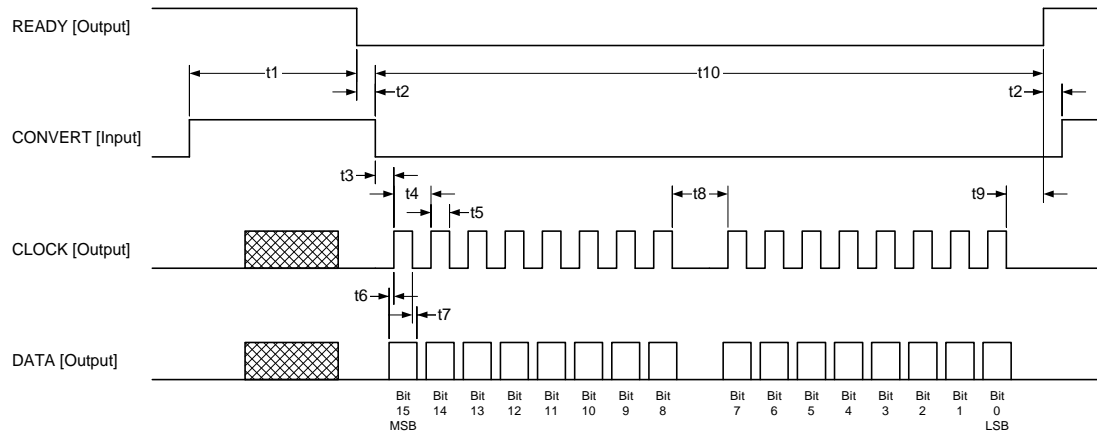 READY [Output]
t1
t2
t10
t2
CONVERT [Input]
t3
t4
t5
t8
t9
CLOCK [Output]
t6
t7
DATA [Output]
Bit 15 MSB
Bit 14
Bit 13
Bit 12
Bit 11
Bit 10
Bit 9
Bit 8
Bit 7
Bit 6
Bit 5
Bit 4
Bit 3
Bit 2
Bit 1
Bit 0 LSB